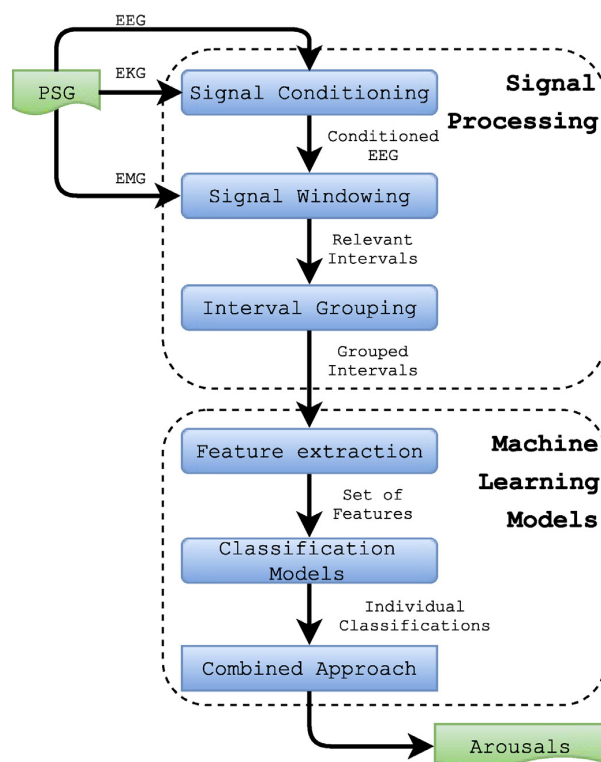 EEG
PSG
EKG
EMG
Signal Conditioning
Signal
Processing
Conditioned
EEG
Signal Windowing
Relevant
Intervals
Interval Grouping
Grouped
Intervals
Feature extraction
Machine
Learning
Models
Set of
Features
Classification
Models
Individual
Classifications
Combined Approach
Arousals